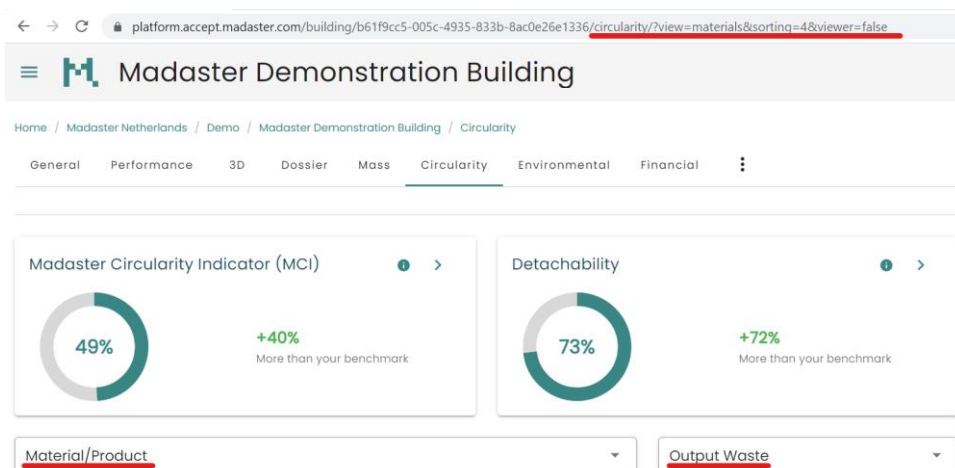 platform.accept.madaster.com/building/b61f9cc5-005c-4935-833b-8ac0e26e1336/circularity/?view=materials&sorting=4&viewer=false
Madaster Demonstration Building
Home / Madaster Netherlands / Demo / Madaster Demonstration Building / Circularity
General Performance 3D Dossier Mass Circularity Environmental Financial
Madaster Circularity Indicator (MCI)
49%
+40%
More than your benchmark
Detachability
73%
+72%
More than your benchmark
Material/Product Output Waste